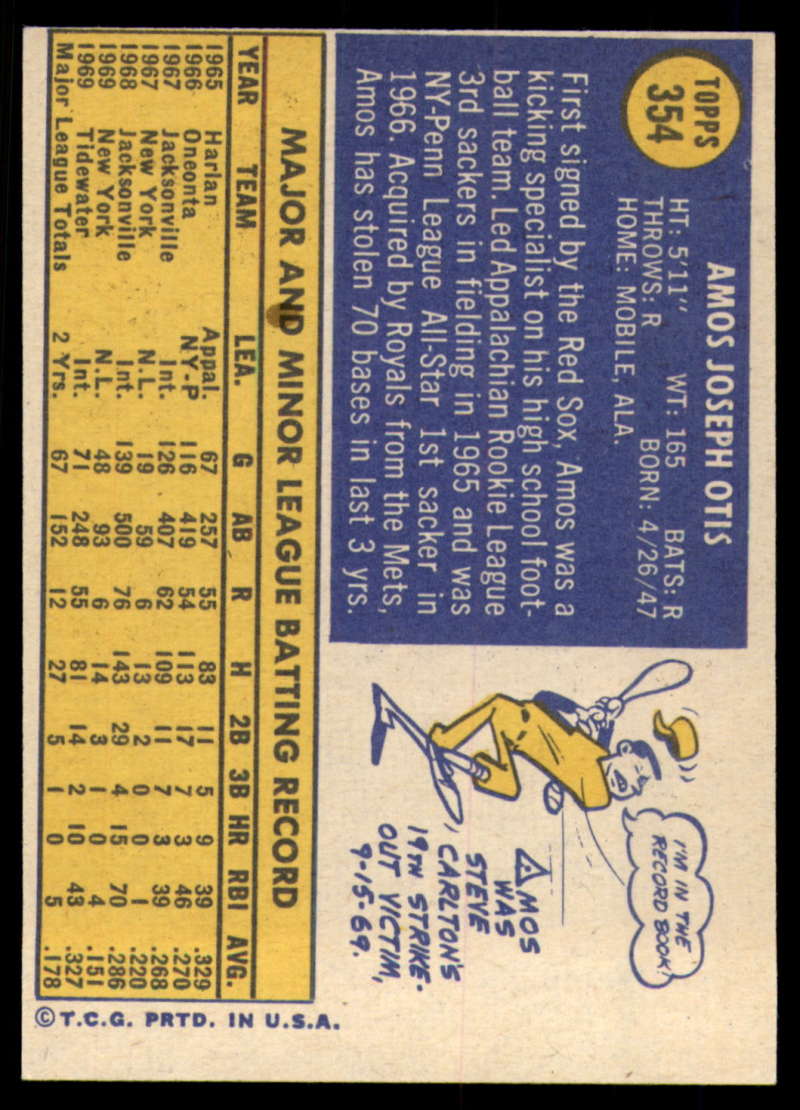 TOPPS
354
AMOS JOSEPH OTIS
HT: 5'11" WT: 165 BATS: R
THROWS: R BORN: 4/26/47
HOME: MOBILE, ALA.
First signed by the Red Sox, Amos was a
kicking specialist on his high school foot-
ball team. Led Appalachian Rookie League
3rd sackers in fielding in 1965 and was
NY-Penn League All-Star 1st sacker in
1966. Acquired by Royals from the Mets,
Amos has stolen 70 bases in last 3 yrs.
I'M IN THE
RECORD BOOK!
AMOS
WAS
STEVE
CARLTON'S
19TH STRIKE-
OUT VICTIM,
9-15-69.
MAJOR AND MINOR LEAGUE BATTING RECORD
YEAR TEAM LEA. G AB R H 2B 3B HR RBI AVG.
1965 Harlan Appal. 67 257 55 83 11 5 9 39 .329
1966 Oneonta NY-P 116 419 54 113 17 7 3 46 .270
1967 Jacksonville Int. 126 407 62 109 11 7 3 39 .268
1967 New York N.L. 19 59 6 13 2 0 0 1 .220
1968 Jacksonville Int. 139 500 76 143 29 4 15 70 .286
1969 New York N.L. 48 93 6 14 3 1 0 4 .151
1969 Tidewater Int. 71 248 55 81 14 2 10 43 .327
Major League Totals 2 Yrs. 67 152 12 27 5 1 0 5 .178
© T.C.G. PRTD. IN U.S.A.